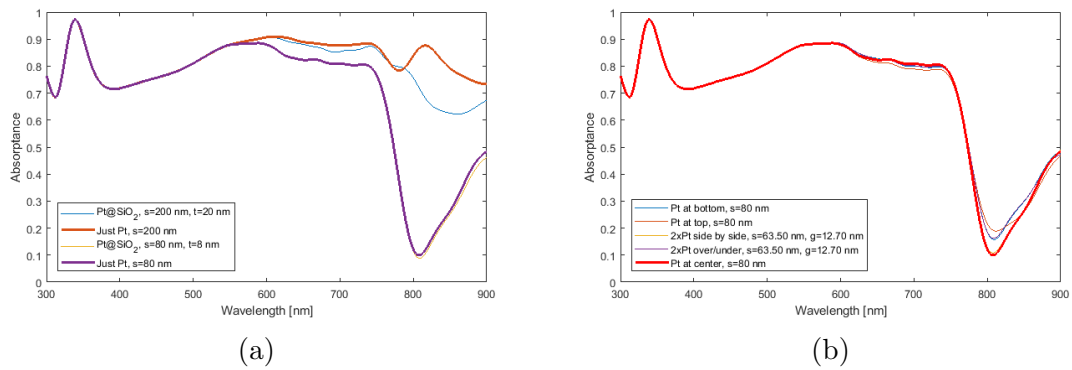 1
0.9
0.8
0.7
0.6
0.5
0.4
0.3
0.2
0.1
0
Absorptance
Pt@SiO2, s=200 nm, t=20 nm
Just Pt, s=200 nm
Pt@SiO2, s=80 nm, t=8 nm
Just Pt, s=80 nm
300 400 500 600 700 800 900
Wavelength [nm]
(a)
1
0.9
0.8
0.7
0.6
0.5
0.4
0.3
0.2
0.1
0
Absorptance
Pt at bottom, s=80 nm
Pt at top, s=80 nm
2xPt side by side, s=63.50 nm, g=12.70 nm
2xPt over/under, s=63.50 nm, g=12.70 nm
Pt at center, s=80 nm
300 400 500 600 700 800 900
Wavelength [nm]
(b)